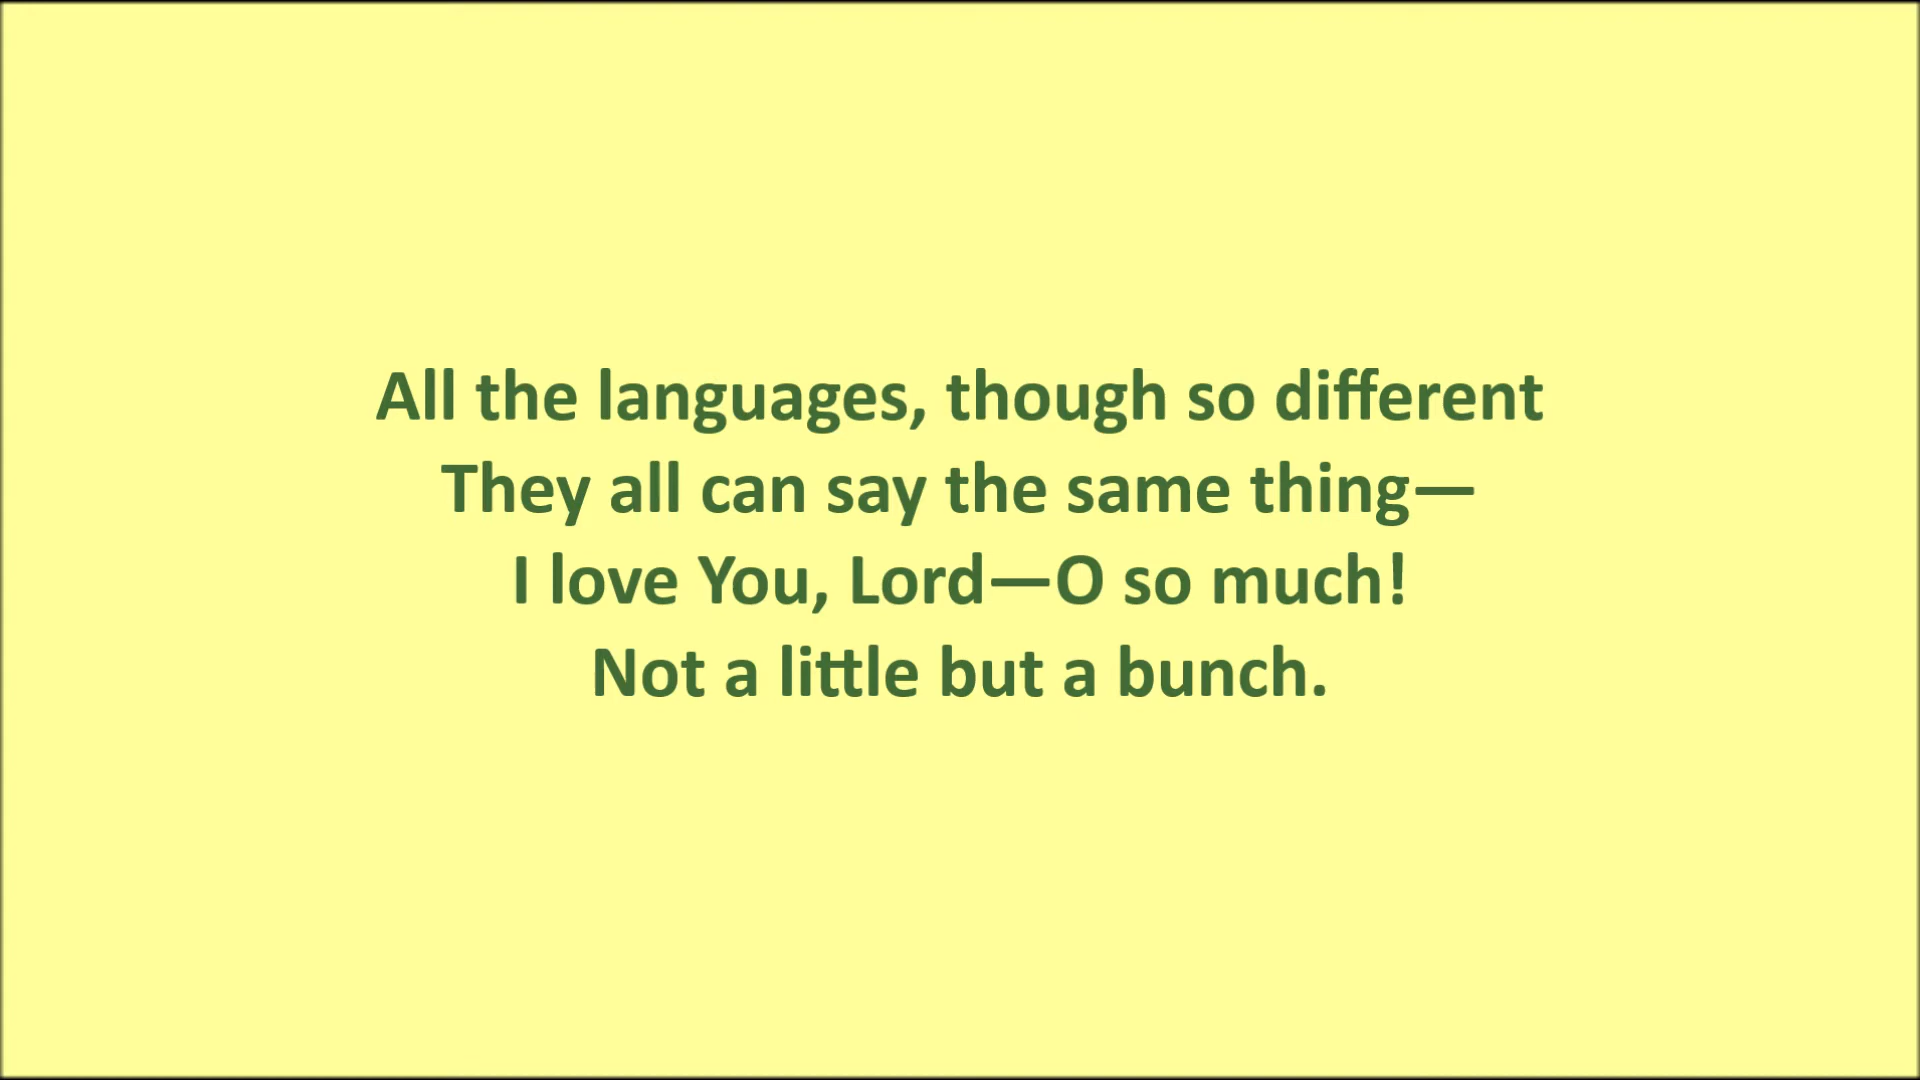 All the languages, though so different
They all can say the same thing—
I love You, Lord—O so much!
Not a little but a bunch.